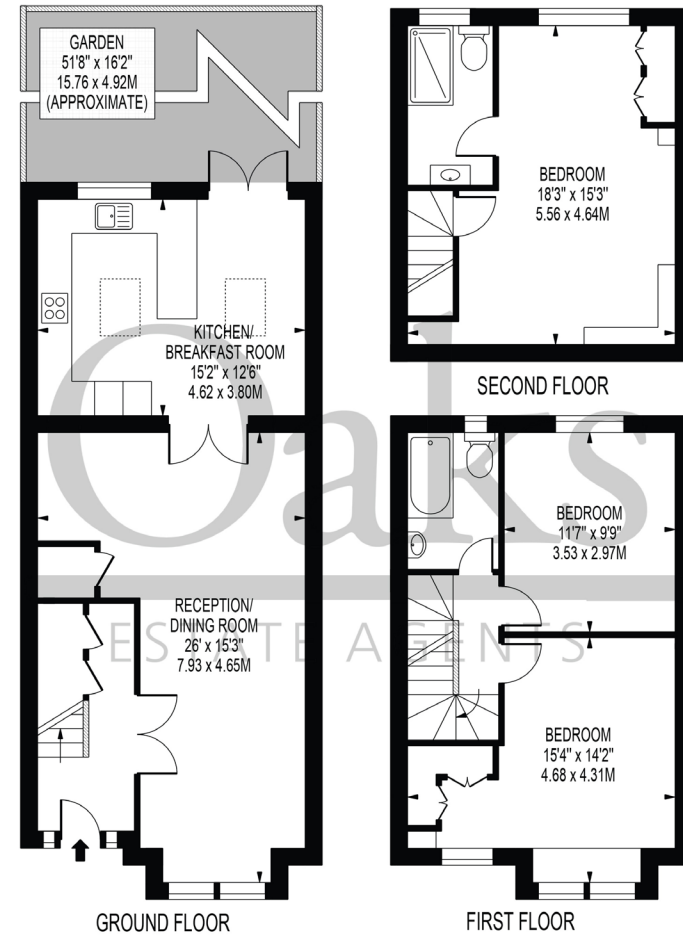 GARDEN
51'8" x 16'2"
15.76 x 4.92M
(APPROXIMATE)
BEDROOM
18'3" x 15'3"
5.56 x 4.64M
KITCHEN/
BREAKFAST ROOM
15'2" x 12'6"
4.62 x 3.80M
SECOND FLOOR
Oaks
ESTATE AGENTS
BEDROOM
11'7" x 9'9"
3.53 x 2.97M
RECEPTION/
DINING ROOM
26' x 15'3"
7.93 x 4.65M
BEDROOM
15'4" x 14'2"
4.68 x 4.31M
GROUND FLOOR
FIRST FLOOR